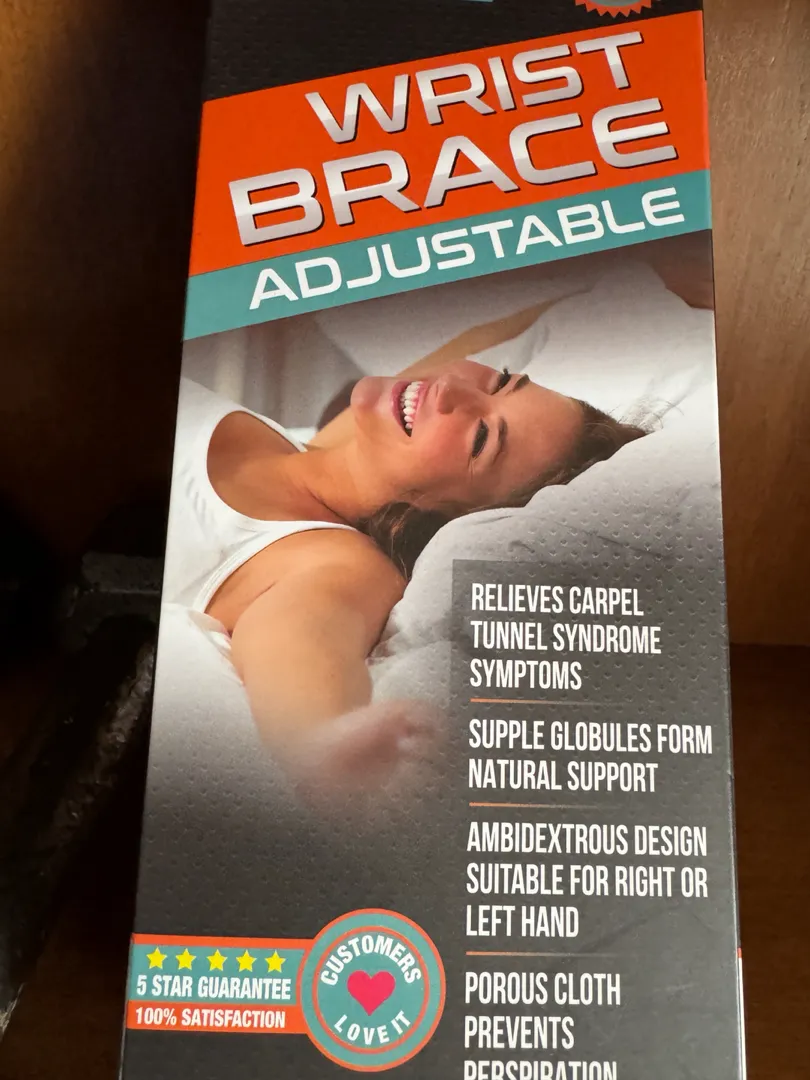 WRIST
BRACE
ADJUSTABLE
RELIEVES CARPEL
TUNNEL SYNDROME
SYMPTOMS
SUPPLE GLOBULES FORM
NATURAL SUPPORT
AMBIDEXTROUS DESIGN
SUITABLE FOR RIGHT OR
LEFT HAND
POROUS CLOTH
PREVENTS
PERSPIRATION
5 STAR GUARANTEE
100% SATISFACTION
CUSTOMERS
LOVE IT